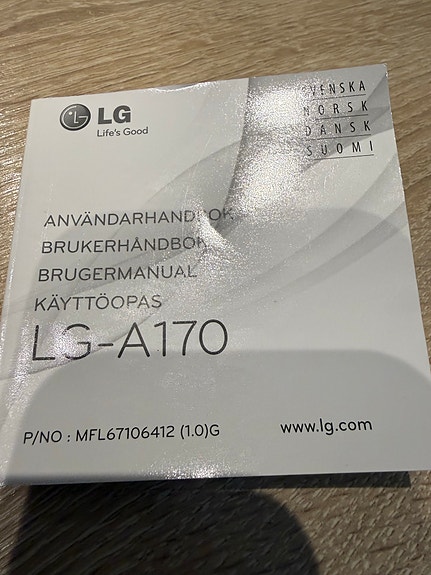 LG
Life's Good
SVENSKA
NORSK
DANSK
SUOMI
ANVÄNDARHANDBOK
BRUKERHÅNDBOK
BRUGERMANUAL
KÄYTTÖOPAS
LG-A170
P/NO : MFL67106412 (1.0)G
www.lg.com